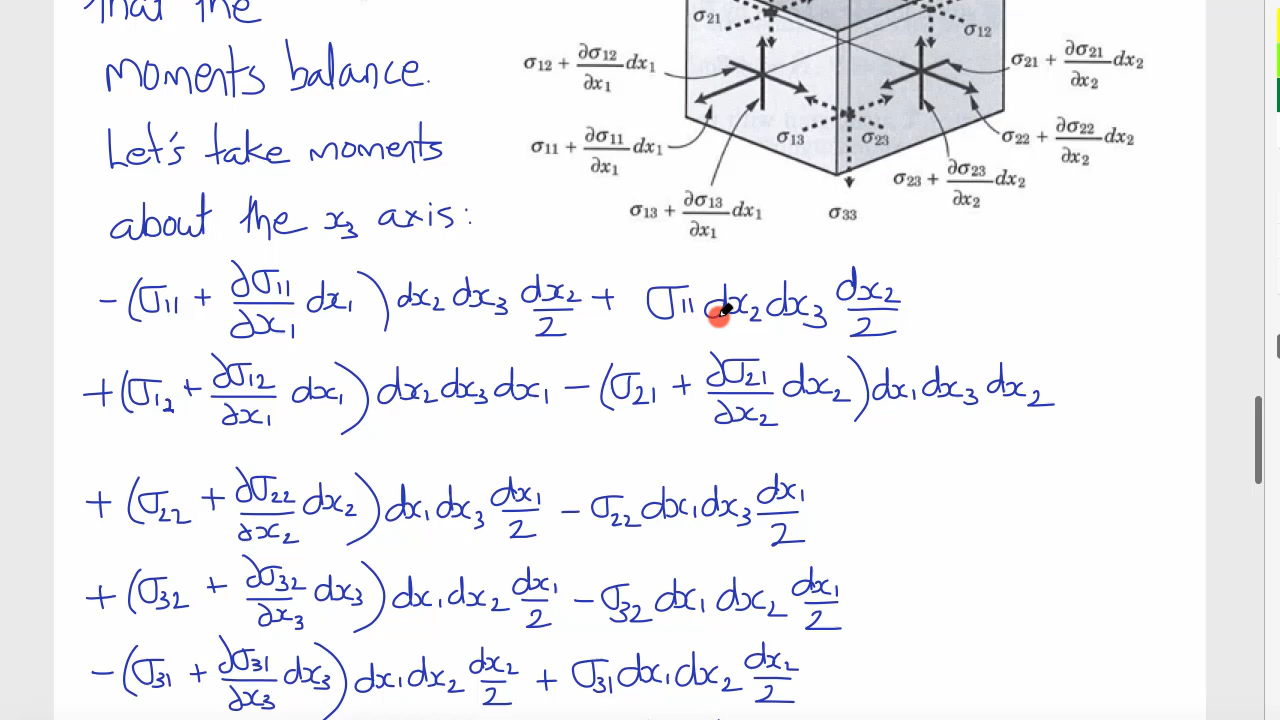 that the
moments balance.
Let's take moments
about the x₃ axis:
σ21
σ12
σ12 + ∂σ12/∂x1 dx1
σ21 + ∂σ21/∂x2 dx2
σ11 + ∂σ11/∂x1 dx1
σ13
σ23
σ22 + ∂σ22/∂x2 dx2
σ13 + ∂σ13/∂x1 dx1
σ33
σ23 + ∂σ23/∂x2 dx2
- (σ11 + ∂σ11/∂x1 dx1) dx2 dx3 dx2/2 + σ11 dx2 dx3 dx2/2
+ (σ12 + ∂σ12/∂x1 dx1) dx2 dx3 dx1 - (σ21 + ∂σ21/∂x2 dx2) dx1 dx3 dx2
+ (σ22 + ∂σ22/∂x2 dx2) dx1 dx3 dx1/2 - σ22 dx1 dx3 dx1/2
+ (σ32 + ∂σ32/∂x3 dx3) dx1 dx2 dx1/2 - σ32 dx1 dx2 dx1/2
- (σ31 + ∂σ31/∂x3 dx3) dx1 dx2 dx2/2 + σ31 dx1 dx2 dx2/2